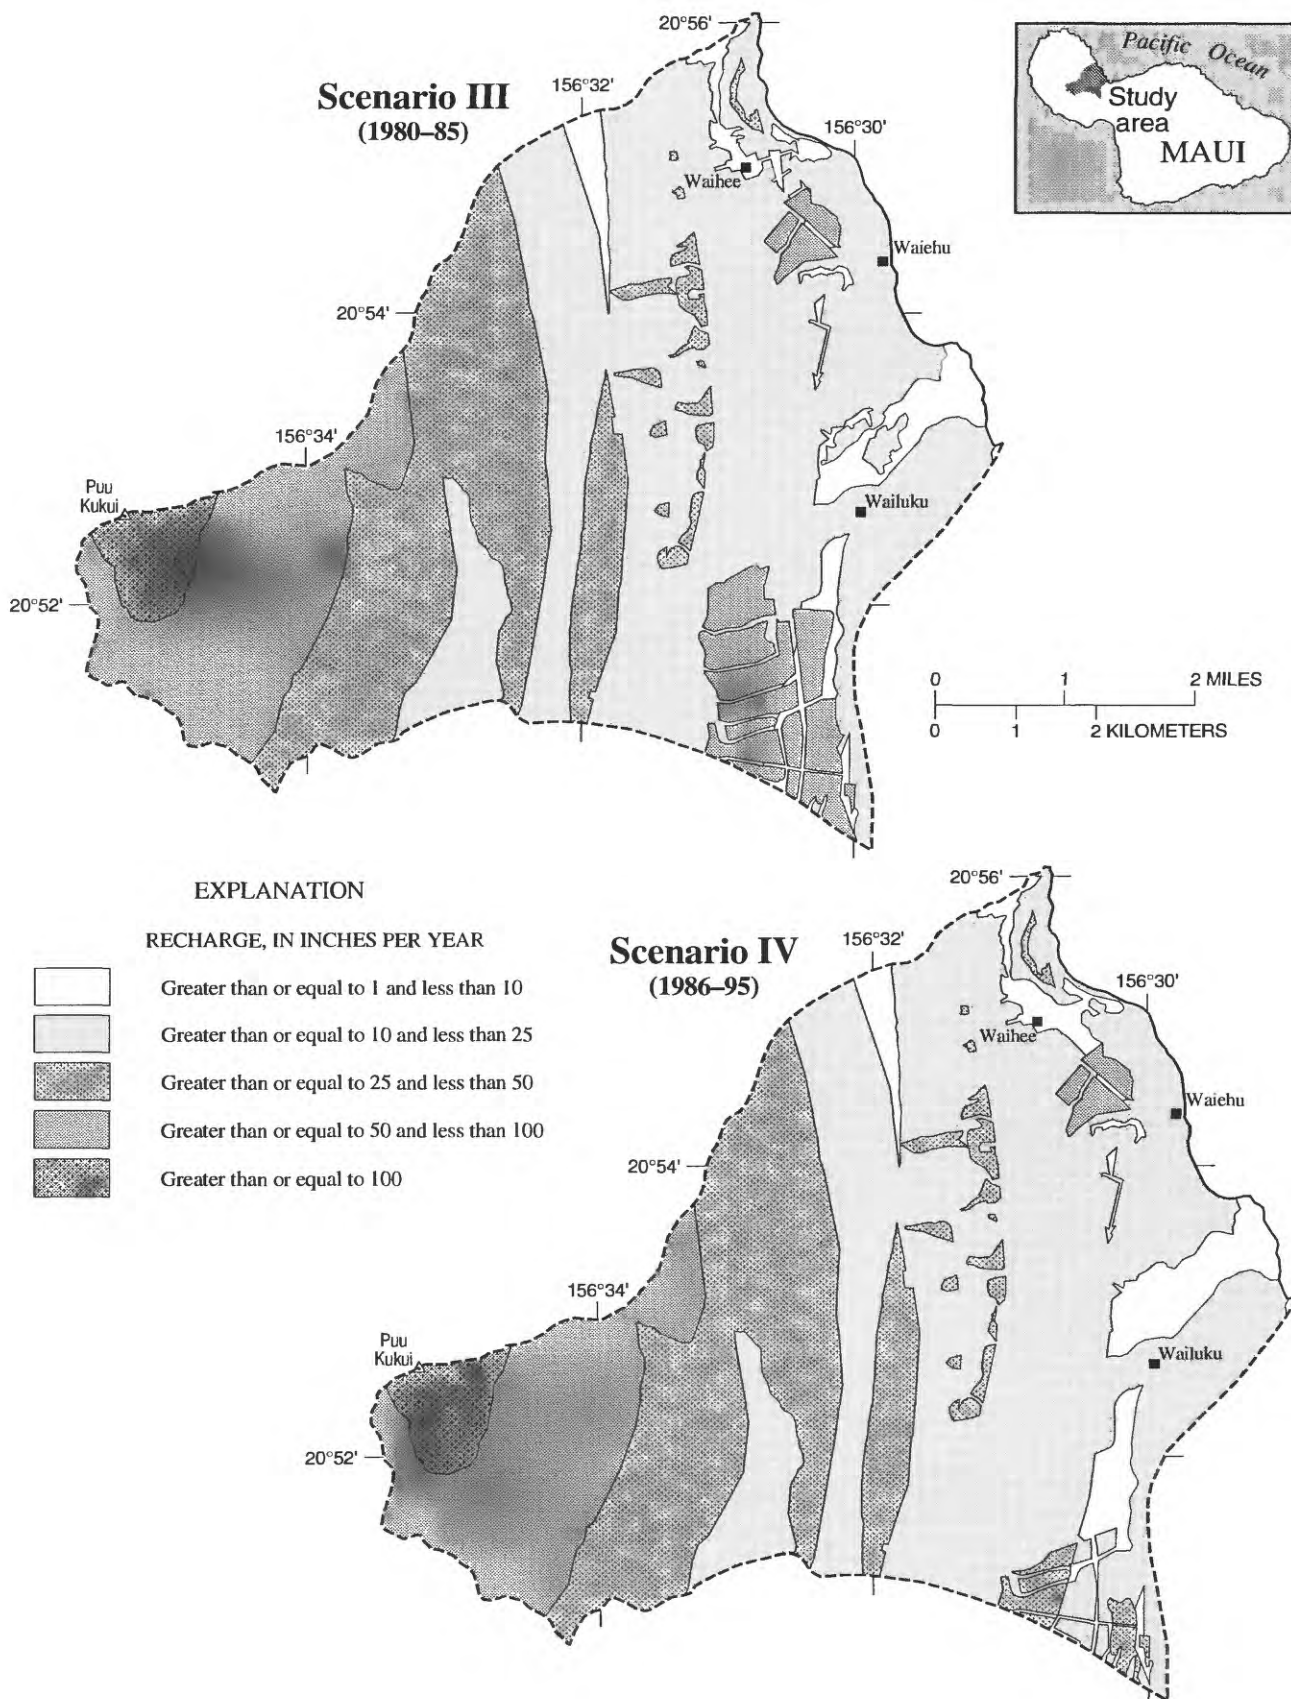 Scenario III
(1980–85)
20°56'
156°32'
156°30'
Waihee
Waiehu
20°54'
156°34'
Puu
Kukui
Wailuku
20°52'
Pacific Ocean
Study
area
MAUI
0 1 2 MILES
0 1 2 KILOMETERS
EXPLANATION
RECHARGE, IN INCHES PER YEAR
Greater than or equal to 1 and less than 10
Greater than or equal to 10 and less than 25
Greater than or equal to 25 and less than 50
Greater than or equal to 50 and less than 100
Greater than or equal to 100
Scenario IV
(1986–95)
20°56'
156°32'
156°30'
Waihee
Waiehu
20°54'
156°34'
Puu
Kukui
Wailuku
20°52'